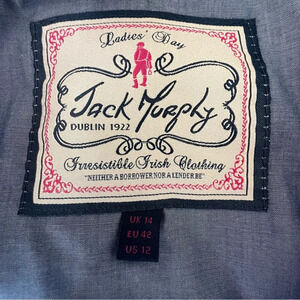 Ladies' Day
Jack Murphy
DUBLIN 1922
Irresistible Irish Clothing
"NEITHER A BORROWER NOR A LENDER BE"
UK 14
EU 42
US 12